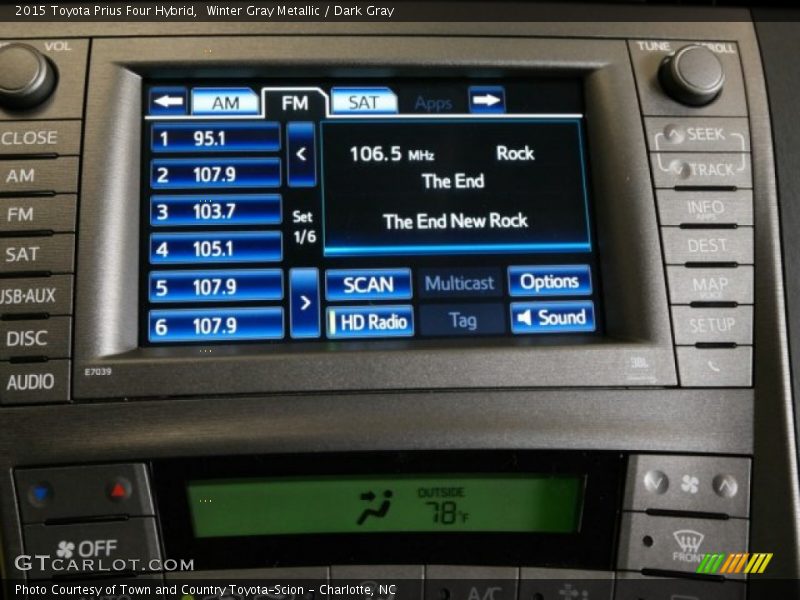 2015 Toyota Prius Four Hybrid, Winter Gray Metallic / Dark Gray
VOL
TUNE SCROLL
AM FM SAT Apps
CLOSE
AM
FM
SAT
USB·AUX
DISC
AUDIO
1 95.1
2 107.9
3 103.7
4 105.1
5 107.9
6 107.9
<
Set
1/6
>
106.5 MHz Rock
The End
The End New Rock
SCAN Multicast Options
HD Radio Tag Sound
SEEK
TRACK
INFO
APPS
DEST
MAP
SETUP
E7039
JBL
OUTSIDE
78°F
OFF
FRONT
A/C
GTCARLOT.COM
Photo Courtesy of Town and Country Toyota-Scion - Charlotte, NC